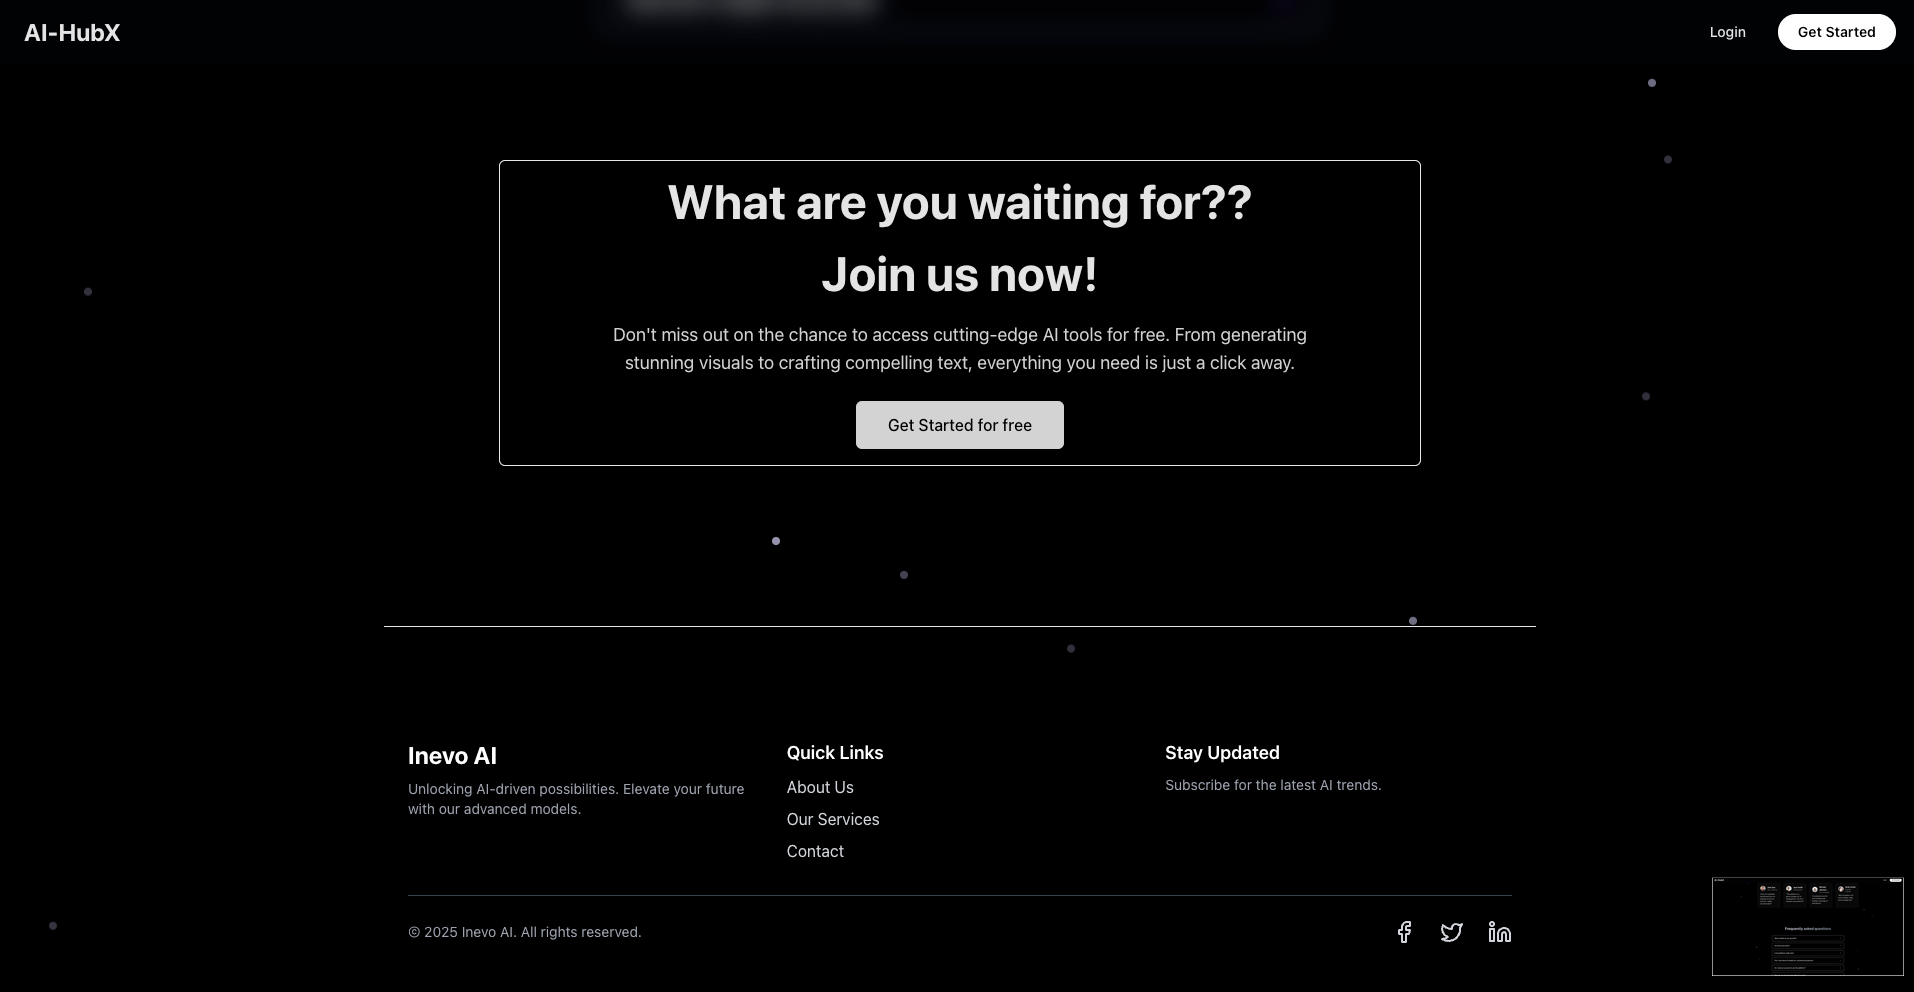 AI-HubX
Login
Get Started
What are you waiting for??
Join us now!
Don't miss out on the chance to access cutting-edge AI tools for free. From generating
stunning visuals to crafting compelling text, everything you need is just a click away.
Get Started for free
Inevo AI
Unlocking AI-driven possibilities. Elevate your future
with our advanced models.
Quick Links
About Us
Our Services
Contact
Stay Updated
Subscribe for the latest AI trends.
© 2025 Inevo AI. All rights reserved.
Frequently asked questions